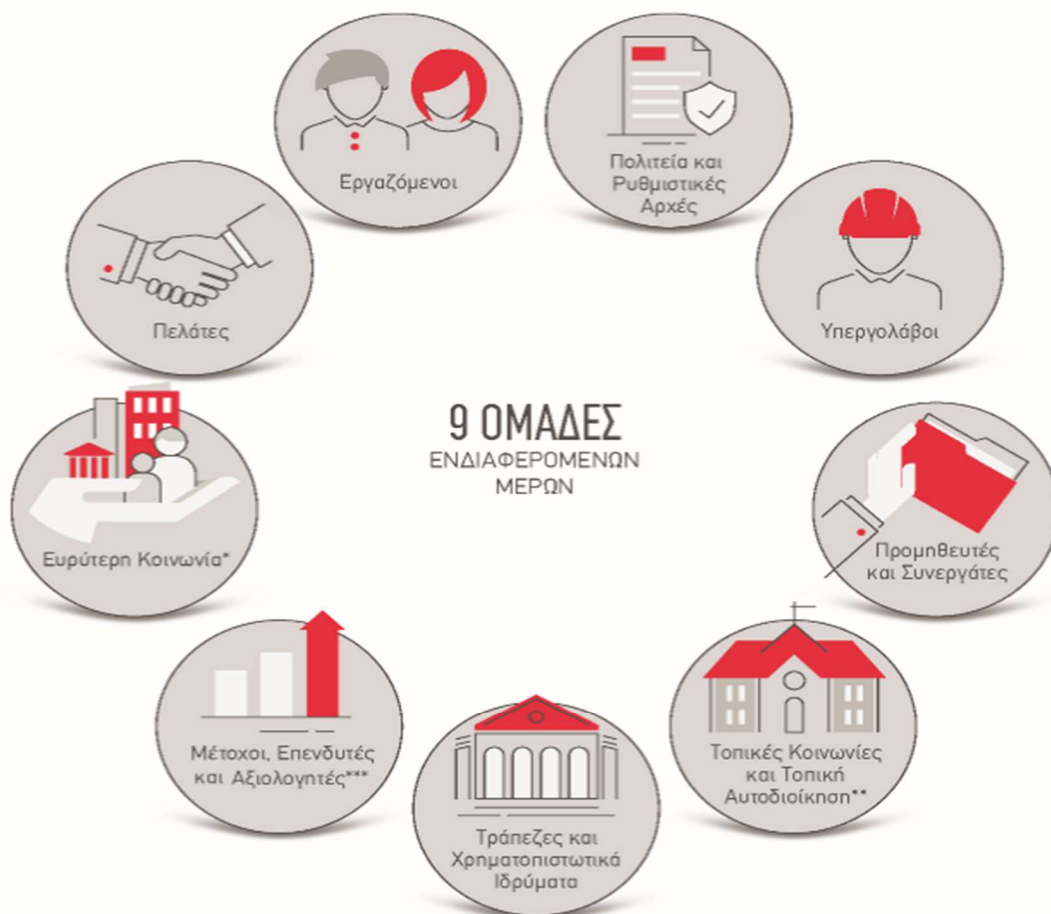 Εργαζόμενοι
Πολιτεία και
Ρυθμιστικές
Αρχές
Πελάτες
Υπεργολάβοι
9 ΟΜΑΔΕΣ
ΕΝΔΙΑΦΕΡΟΜΕΝΩΝ
ΜΕΡΩΝ
Ευρύτερη Κοινωνία*
Προμηθευτές
και Συνεργάτες
Μέτοχοι, Επενδυτές
και Αξιολογητές***
Τοπικές Κοινωνίες
και Τοπική
Αυτοδιοίκηση**
Τράπεζες και
Χρηματοπιστωτικά
Ιδρύματα